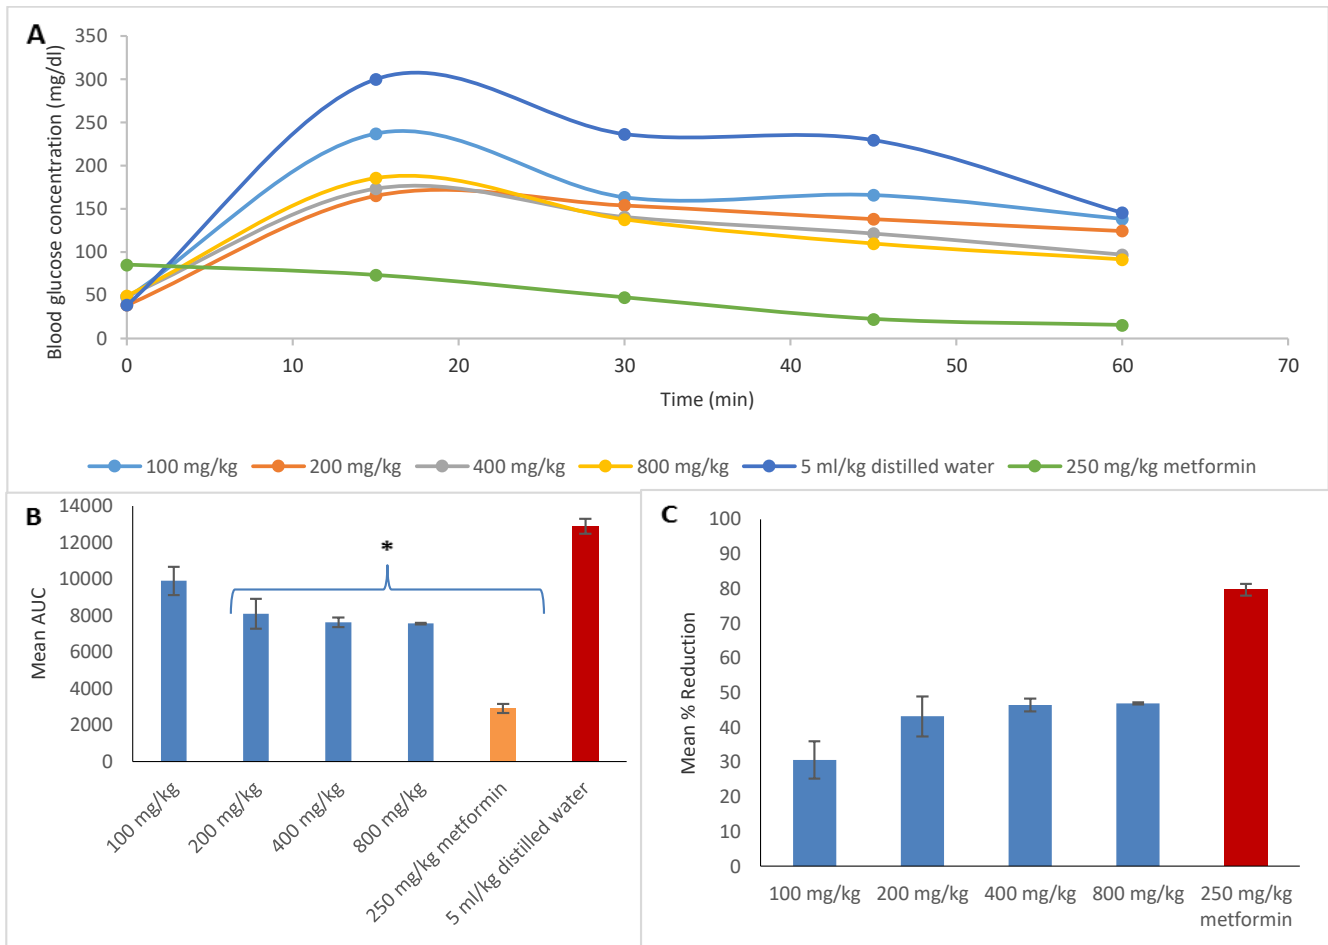 A
Blood glucose concentration (mg/dl)
350
300
250
200
150
100
50
0
0 10 20 30 40 50 60 70
Time (min)
100 mg/kg 200 mg/kg 400 mg/kg 800 mg/kg 5 ml/kg distilled water 250 mg/kg metformin
B
Mean AUC
14000
12000
10000
8000
6000
4000
2000
0
*
100 mg/kg
200 mg/kg
400 mg/kg
800 mg/kg
250 mg/kg metformin
5 ml/kg distilled water
C
Mean % Reduction
100
90
80
70
60
50
40
30
20
10
0
100 mg/kg 200 mg/kg 400 mg/kg 800 mg/kg 250 mg/kg
metformin